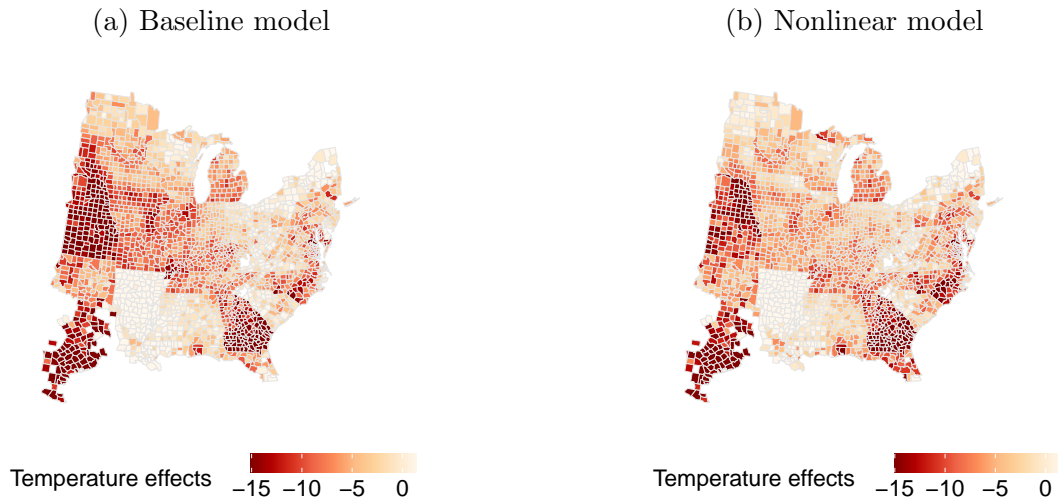 (a) Baseline model
(b) Nonlinear model
Temperature effects
−15 −10 −5 0
Temperature effects
−15 −10 −5 0